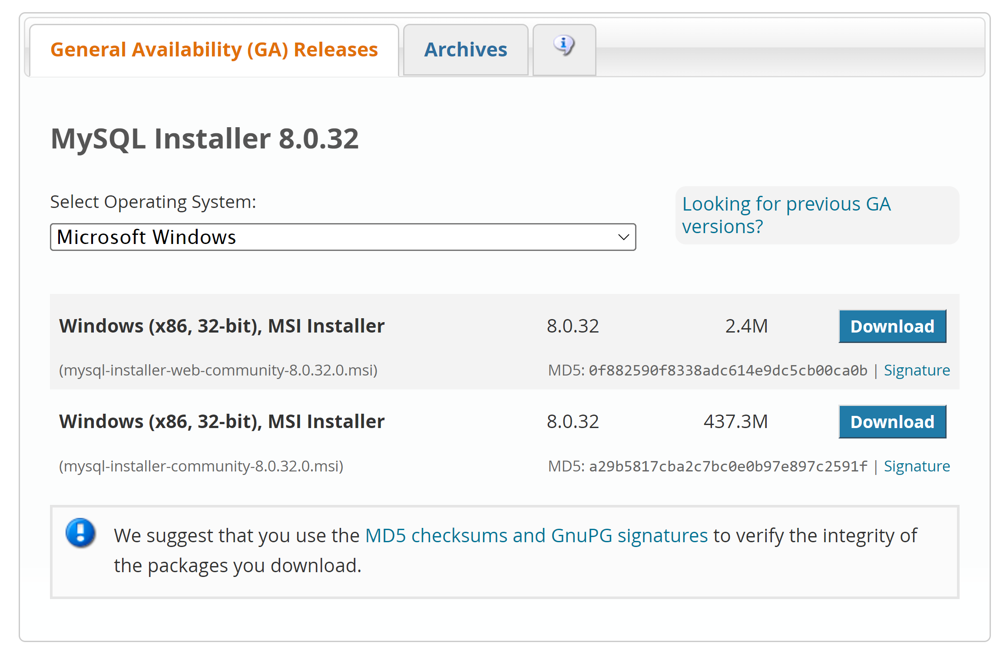 General Availability (GA) Releases
Archives
MySQL Installer 8.0.32
Select Operating System:
Microsoft Windows
Looking for previous GA
versions?
Windows (x86, 32-bit), MSI Installer 8.0.32 2.4M Download
(mysql-installer-web-community-8.0.32.0.msi) MD5: 0f882590f8338adc614e9dc5cb00ca0b | Signature
Windows (x86, 32-bit), MSI Installer 8.0.32 437.3M Download
(mysql-installer-community-8.0.32.0.msi) MD5: a29b5817cba2c7bc0e0b97e897c2591f | Signature
We suggest that you use the MD5 checksums and GnuPG signatures to verify the integrity of
the packages you download.